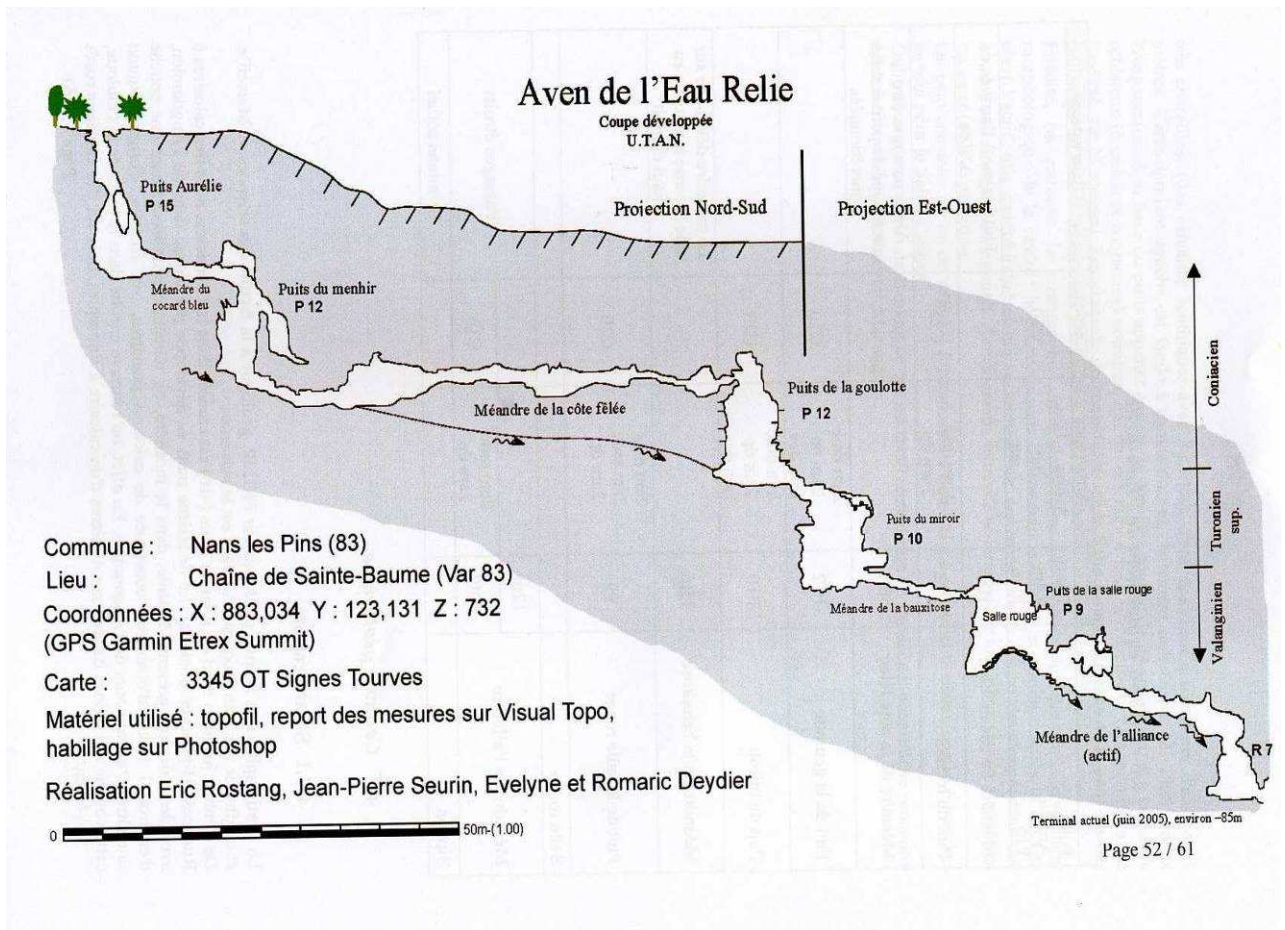 Aven de l'Eau Relie
Coupe développée
U.T.A.N.
Puits Aurélie
P 15
Projection Nord-Sud
Projection Est-Ouest
Méandre du
cocard bleu
Puits du menhir
P 12
Coniacien
Puits de la goulotte
P 12
Méandre de la côte fêlée
Turonien
sup.
Puits du miroir
P 10
Commune : Nans les Pins (83)
Lieu : Chaîne de Sainte-Baume (Var 83)
Coordonnées : X : 883,034 Y : 123,131 Z : 732
(GPS Garmin Etrex Summit)
Carte : 3345 OT Signes Tourves
Matériel utilisé : topofil, report des mesures sur Visual Topo,
habillage sur Photoshop
Réalisation Eric Rostang, Jean-Pierre Seurin, Evelyne et Romaric Deydier
Méandre de la bauxitose
Salle rouge
Puits de la salle rouge
P 9
Valanginien
Méandre de l'alliance
(actif)
R 7
0 50m-(1.00)
Terminal actuel (juin 2005), environ -85m
Page 52 / 61